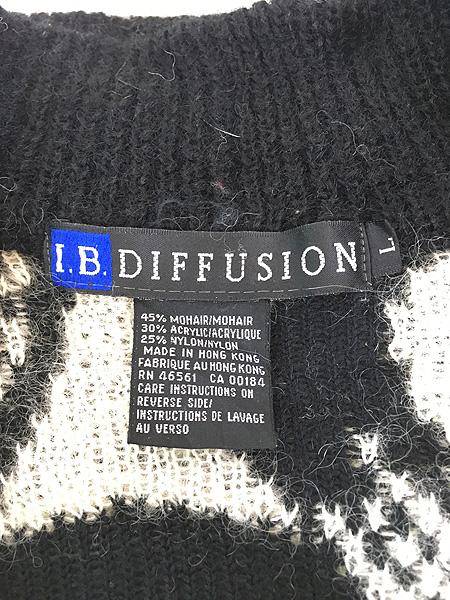 I.B. DIFFUSION
L
45% MOHAIR/MOHAIR
30% ACRYLIC/ACRYLIQUE
25% NYLON/NYLON
MADE IN HONG KONG
FABRIQUE AU HONG KONG
RN 46561 CA 00184
CARE INSTRUCTIONS ON
REVERSE SIDE/
INSTRUCTIONS DE LAVAGE
AU VERSO